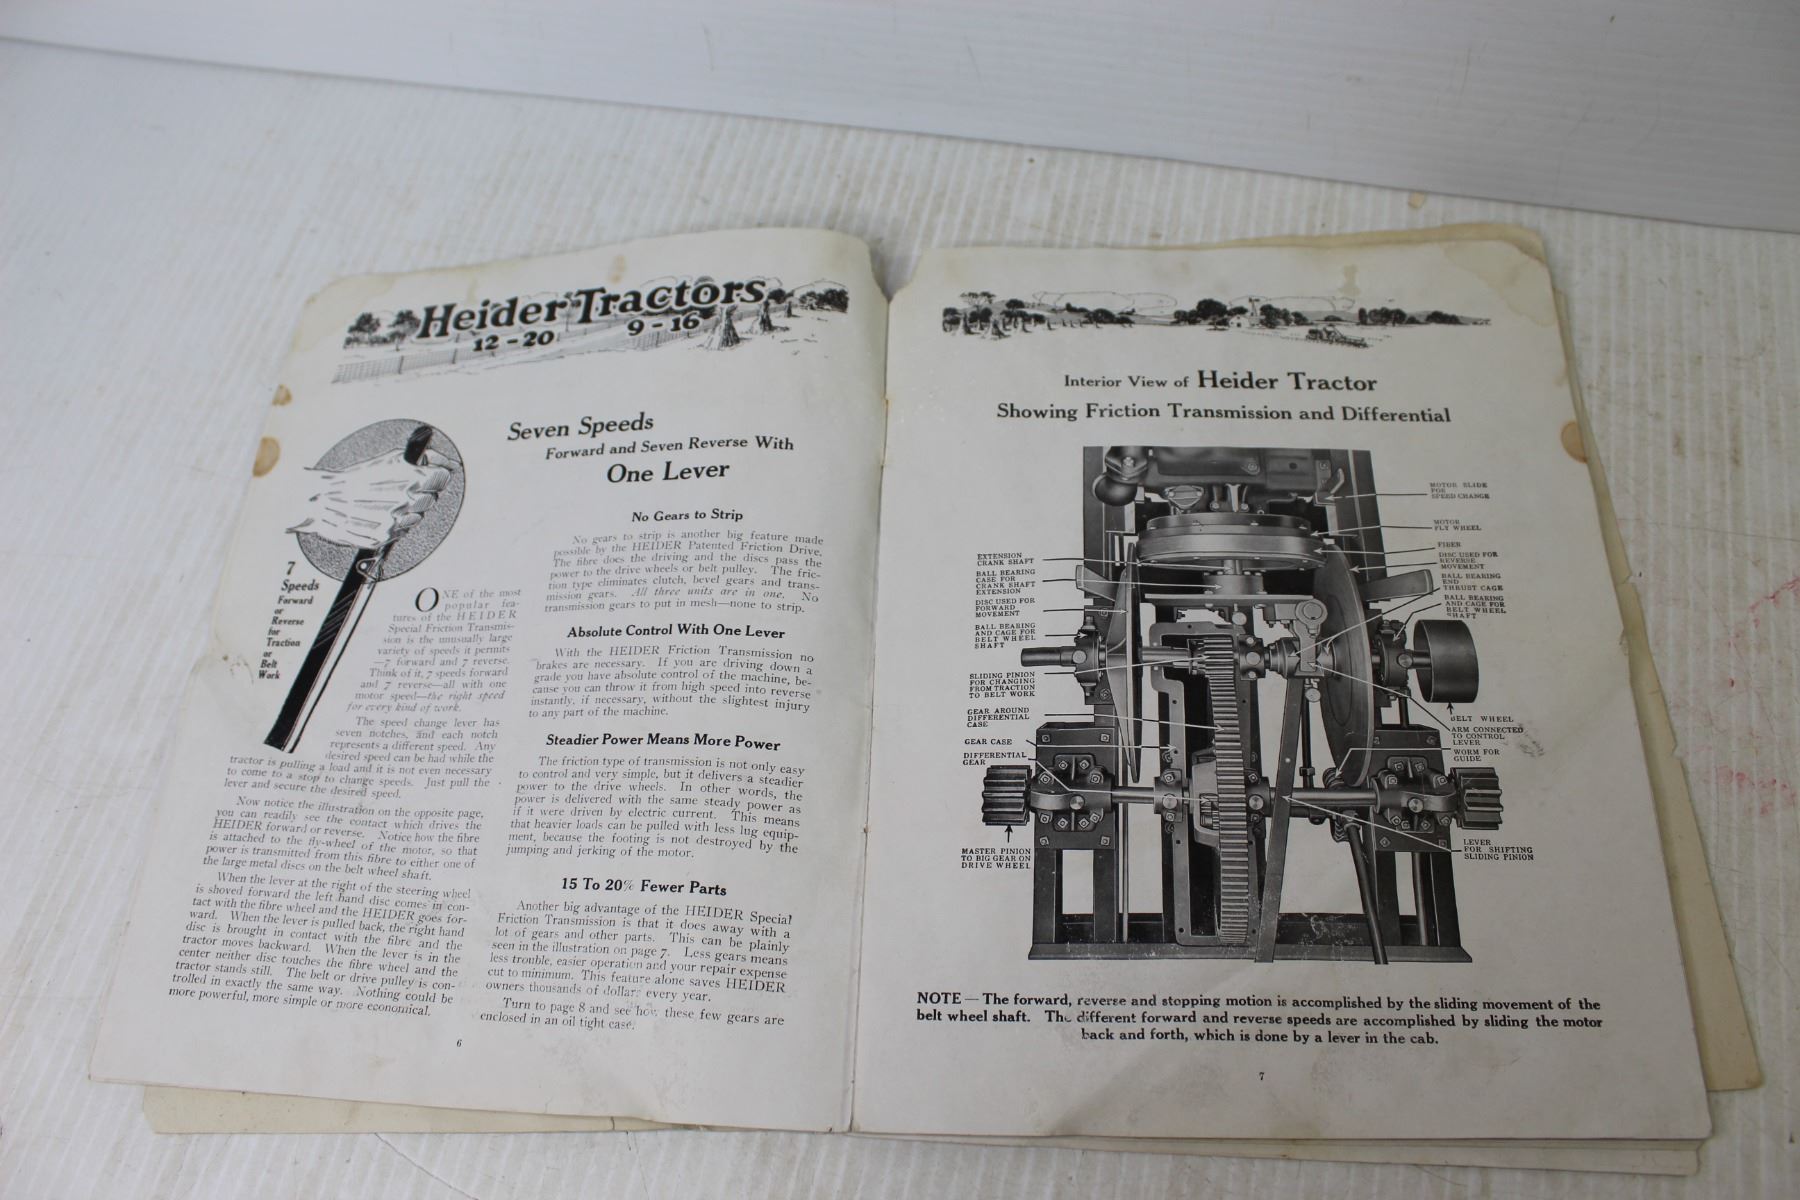 Heider Tractors
12-20 9-16
7
Speeds
Forward
or
Reverse
for
Traction
or
Belt
Work
Seven Speeds
Forward and Seven Reverse With
One Lever
ONE of the most
popular fea-
tures of the HEIDER
Special Friction Transmis-
sion is the unusually large
variety of speeds it permits
—7 forward and 7 reverse.
Think of it, 7 speeds forward
and 7 reverse—all with one
motor speed—the right speed
for every kind of work.
The speed change lever has
seven notches, and each notch
represents a different speed. Any
desired speed can be had while the
tractor is pulling a load and it is not even necessary
to come to a stop to change speeds. Just pull the
lever and secure the desired speed.
Now notice the illustration on the opposite page,
you can readily see the contact which drives the
HEIDER forward or reverse. Notice how the fibre
is attached to the fly-wheel of the motor, so that
power is transmitted from this fibre to either one of
the large metal discs on the belt wheel shaft.
When the lever at the right of the steering wheel
is shoved forward the left hand disc comes in con-
tact with the fibre wheel and the HEIDER goes for-
ward. When the lever is pulled back, the right hand
disc is brought in contact with the fibre and the
tractor moves backward. When the lever is in the
center neither disc touches the fibre wheel and the
tractor stands still. The belt or drive pulley is con-
trolled in exactly the same way. Nothing could be
more powerful, more simple or more economical.
No Gears to Strip
No gears to strip is another big feature made
possible by the HEIDER Patented Friction Drive.
The fibre does the driving and the discs pass the
power to the drive wheels or belt pulley. The fric-
tion type eliminates clutch, bevel gears and trans-
mission gears. All three units are in one. No
transmission gears to put in mesh—none to strip.
Absolute Control With One Lever
With the HEIDER Friction Transmission no
brakes are necessary. If you are driving down a
grade you have absolute control of the machine, be-
cause you can throw it from high speed into reverse
instantly, if necessary, without the slightest injury
to any part of the machine.
Steadier Power Means More Power
The friction type of transmission is not only easy
to control and very simple, but it delivers a steadier
power to the drive wheels. In other words, the
power is delivered with the same steady power as
if it were driven by electric current. This means
that heavier loads can be pulled with less lug equip-
ment, because the footing is not destroyed by the
jumping and jerking of the motor.
15 To 20% Fewer Parts
Another big advantage of the HEIDER Special
Friction Transmission is that it does away with a
lot of gears and other parts. This can be plainly
seen in the illustration on page 7. Less gears means
less trouble, easier operation and your repair expense
cut to minimum. This feature alone saves HEIDER
owners thousands of dollars every year.
Turn to page 8 and see how these few gears are
enclosed in an oil tight case.
6
Interior View of Heider Tractor
Showing Friction Transmission and Differential
EXTENSION
CRANK SHAFT
BALL BEARING
CASE FOR
CRANK SHAFT
EXTENSION
DISC USED FOR
FORWARD
MOVEMENT
BALL BEARING
AND CAGE FOR
BELT WHEEL
SHAFT
SLIDING PINION
FOR CHANGING
FROM TRACTION
TO BELT WORK
GEAR AROUND
DIFFERENTIAL
CASE
GEAR CASE
DIFFERENTIAL
GEAR
MASTER PINION
TO BIG GEAR ON
DRIVE WHEEL
MOTOR SLIDE
FOR
SPEED CHANGE
MOTOR
FLY WHEEL
FIBER
DISC USED FOR
REVERSE
MOVEMENT
BALL BEARING
END
THRUST CAGE
BALL BEARING
AND CAGE FOR
BELT WHEEL
SHAFT
BELT WHEEL
ARM CONNECTED
TO CONTROL
LEVER
WORM FOR
GUIDE
LEVER
FOR SHIFTING
SLIDING PINION
NOTE — The forward, reverse and stopping motion is accomplished by the sliding movement of the
belt wheel shaft. The different forward and reverse speeds are accomplished by sliding the motor
back and forth, which is done by a lever in the cab.
7